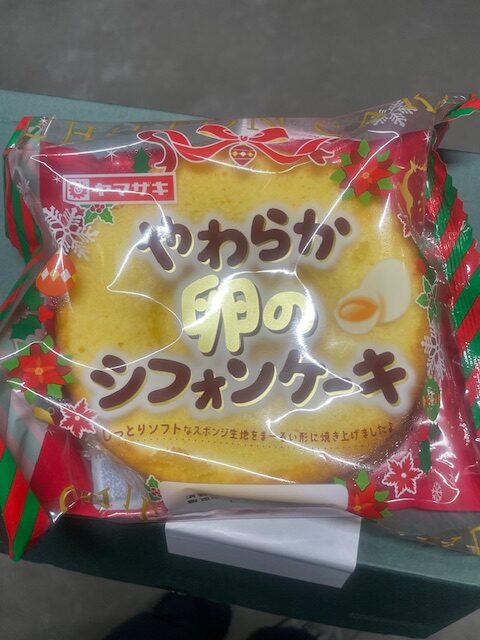 ヤマザキ
やわらか
卵の
シフォンケーキ
しっとりソフトなスポンジ生地をまーるい形に焼き上げましたよ